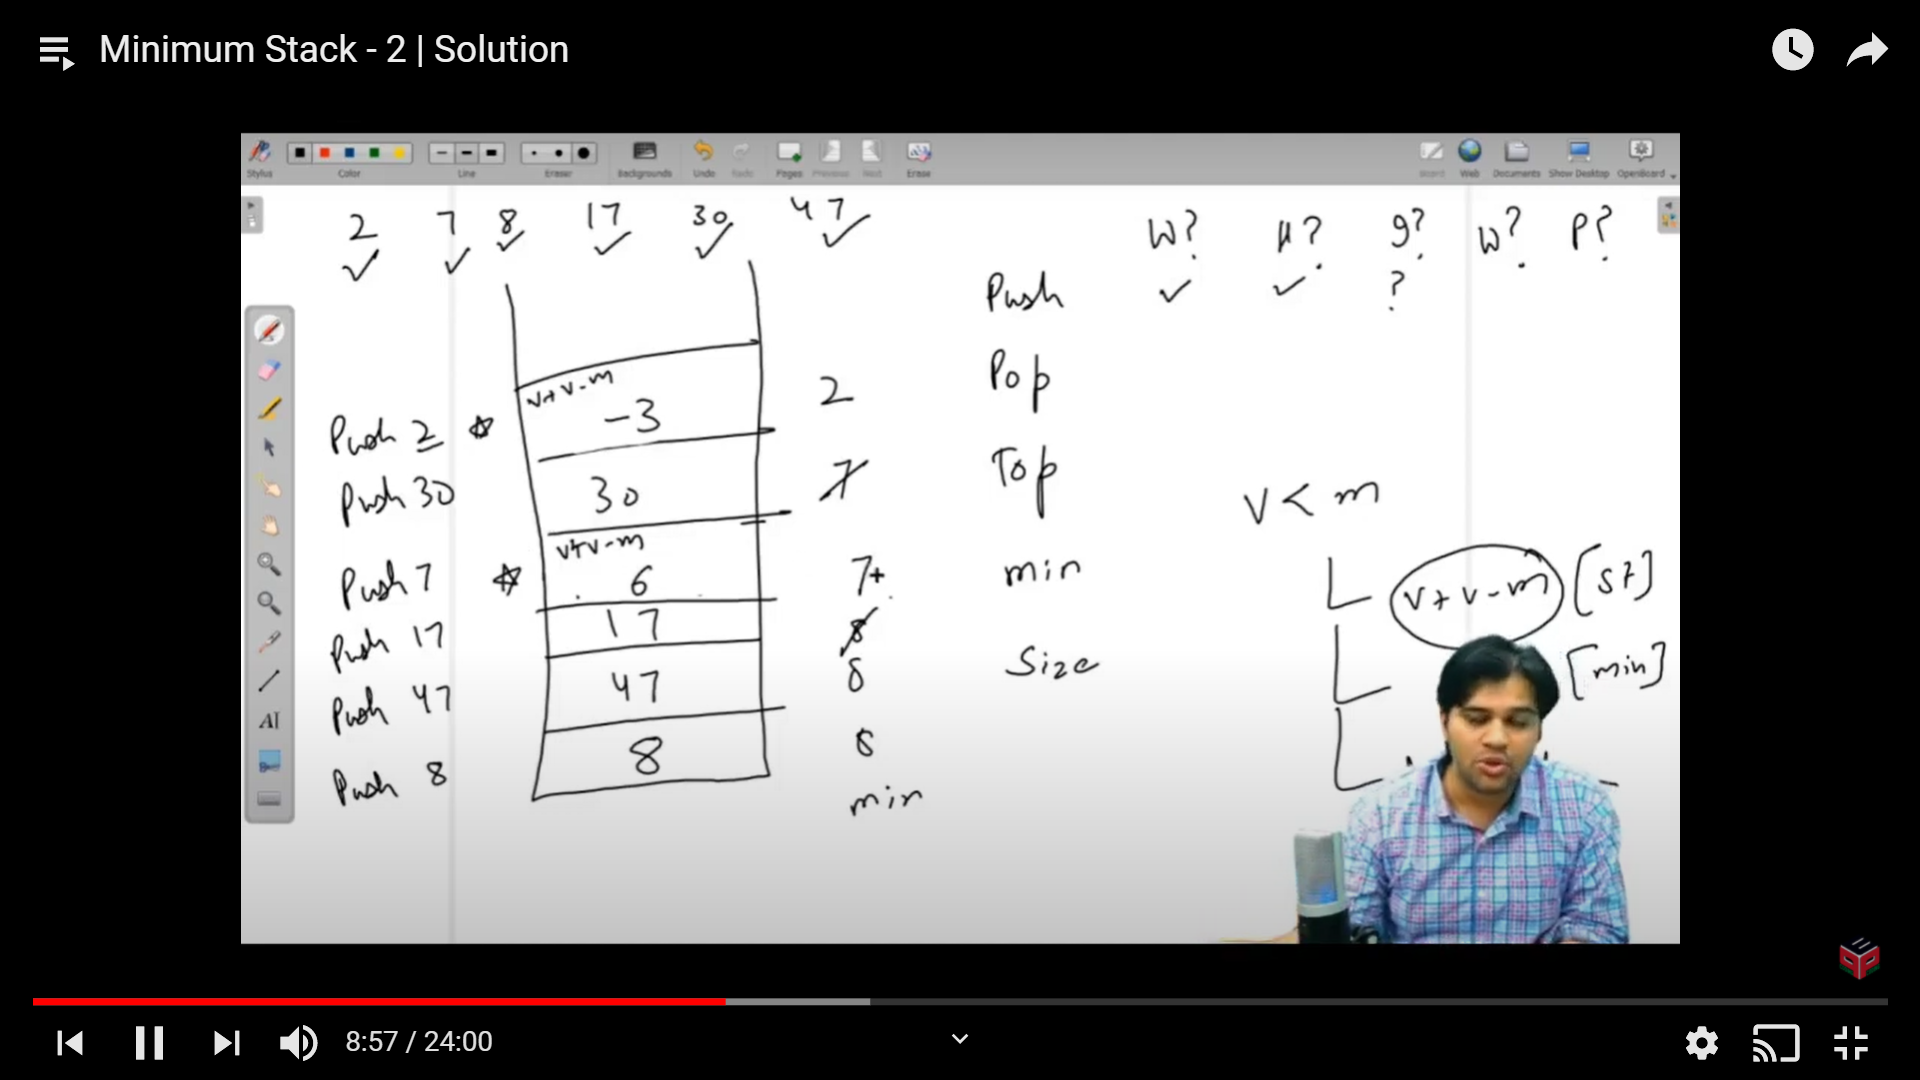 Minimum Stack - 2 | Solution
Stylus Color Line Eraser Backgrounds Undo Redo Pages Previous Next Erase Board Web Documents Show Desktop OpenBoard
2 7 8 17 30 47
W? H? 9? W? P?
Push ?
v+v-m
-3 2 Pop
Push 2
Push 30 30 7 Top
v < m
v+v-m
Push 7 6 7+ min
v+v-m [st]
Push 17 17 8
Push 47 47 8 Size [min]
Push 8 8 8
min
AI
8:57 / 24:00